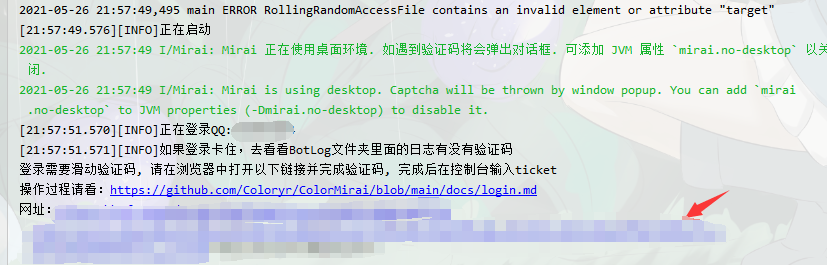 2021-05-26 21:57:49,495 main ERROR RollingRandomAccessFile contains an invalid element or attribute "target"
[21:57:49.576][INFO]正在启动
2021-05-26 21:57:49 I/Mirai: Mirai 正在使用桌面环境. 如遇到验证码将会弹出对话框. 可添加 JVM 属性 `mirai.no-desktop` 以关
闭.
2021-05-26 21:57:49 I/Mirai: Mirai is using desktop. Captcha will be thrown by window popup. You can add `mirai
.no-desktop` to JVM properties (-Dmirai.no-desktop) to disable it.
[21:57:51.570][INFO]正在登录QQ:
[21:57:51.571][INFO]如果登录卡住，去看看BotLog文件夹里面的日志有没有验证码
登录需要滑动验证码, 请在浏览器中打开以下链接并完成验证码, 完成后在控制台输入ticket
操作过程请看：https://github.com/Coloryr/ColorMirai/blob/main/docs/login.md
网址：